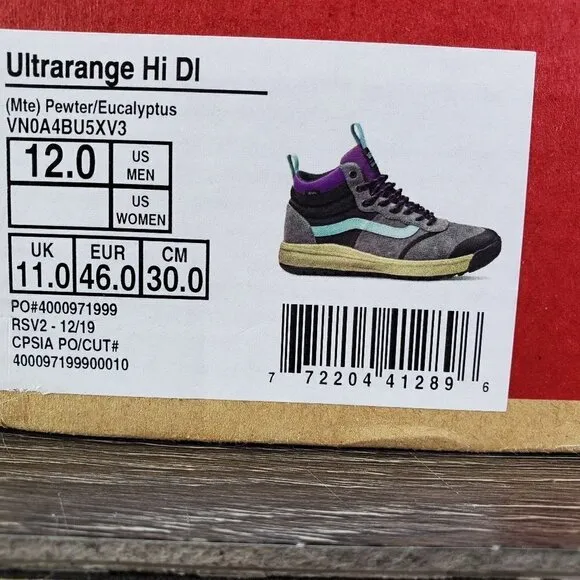 Ultrarange Hi DI
(Mte) Pewter/Eucalyptus
VN0A4BU5XV3
12.0 US MEN
US WOMEN
UK EUR CM
11.0 46.0 30.0
PO#4000971999
RSV2 - 12/19
CPSIA PO/CUT#
400097199900010
7 72204 41289 6